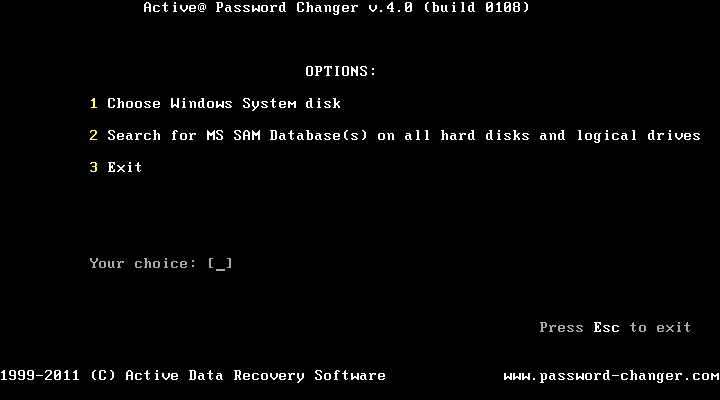 Active@ Password Changer v.4.0 (build 0108)
OPTIONS:
1 Choose Windows System disk
2 Search for MS SAM Database(s) on all hard disks and logical drives
3 Exit
Your choice: [_]
Press Esc to exit
1999-2011 (C) Active Data Recovery Software www.password-changer.com